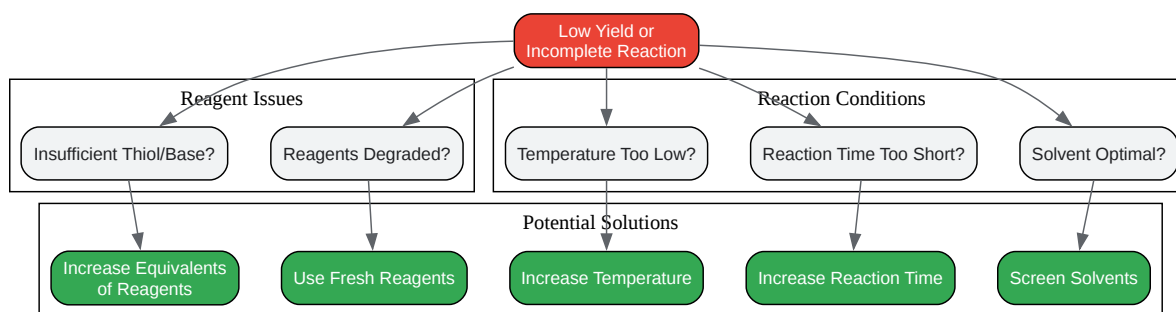 Low Yield or
Incomplete Reaction
Reagent Issues
Reaction Conditions
Insufficient Thiol/Base?
Reagents Degraded?
Temperature Too Low?
Reaction Time Too Short?
Solvent Optimal?
Potential Solutions
Increase Equivalents
of Reagents
Use Fresh Reagents
Increase Temperature
Increase Reaction Time
Screen Solvents